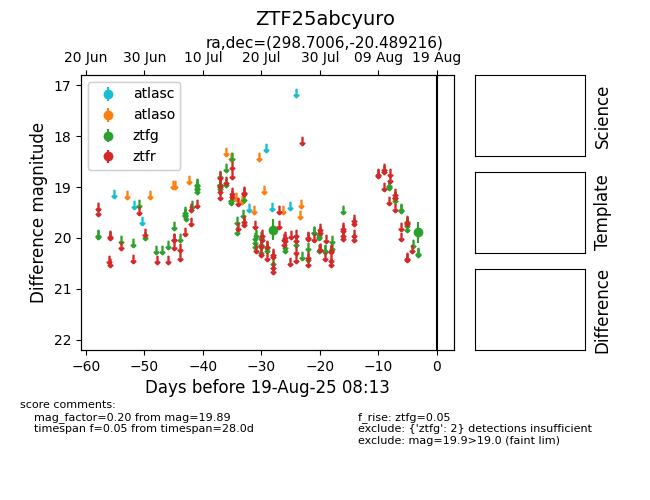 ZTF25abcyuro
ra,dec=(298.7006,-20.489216)
20 Jun 30 Jun 10 Jul 20 Jul 30 Jul 09 Aug 19 Aug
17
18
19
20
21
22
Difference magnitude
atlasc
atlaso
ztfg
ztfr
−60 −50 −40 −30 −20 −10 0
Days before 19-Aug-25 08:13
Science
Template
Difference
score comments:
mag_factor=0.20 from mag=19.89
timespan f=0.05 from timespan=28.0d
f_rise: ztfg=0.05
exclude: {'ztfg': 2} detections insufficient
exclude: mag=19.9>19.0 (faint lim)